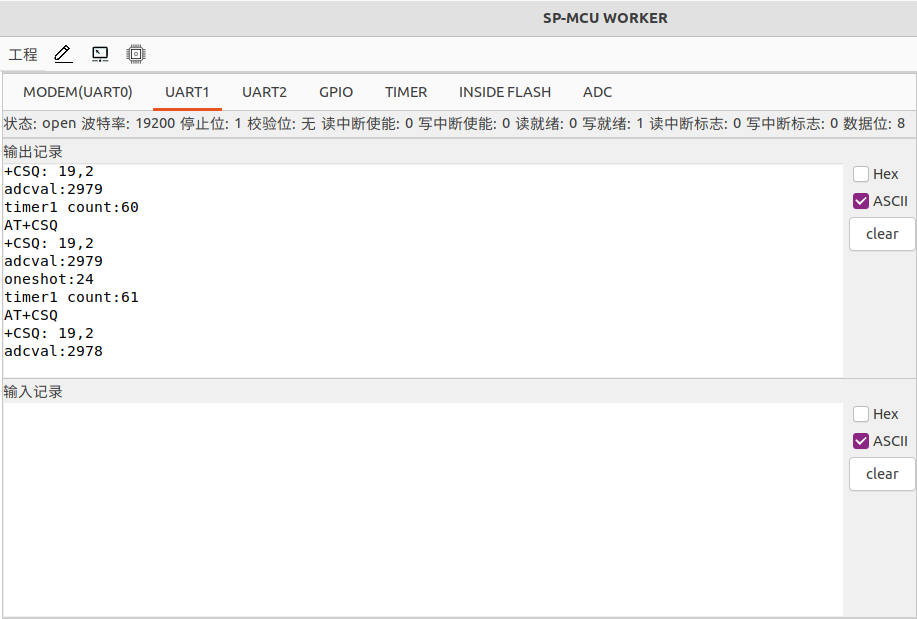 SP-MCU WORKER
工程
MODEM(UART0) UART1 UART2 GPIO TIMER INSIDE FLASH ADC
状态: open 波特率: 19200 停止位: 1 校验位: 无 读中断使能: 0 写中断使能: 0 读就绪: 0 写就绪: 1 读中断标志: 0 写中断标志: 0 数据位: 8
输出记录
+CSQ: 19,2
adcval:2979
timer1 count:60
AT+CSQ
+CSQ: 19,2
adcval:2979
oneshot:24
timer1 count:61
AT+CSQ
+CSQ: 19,2
adcval:2978
Hex
ASCII
clear
输入记录
Hex
ASCII
clear